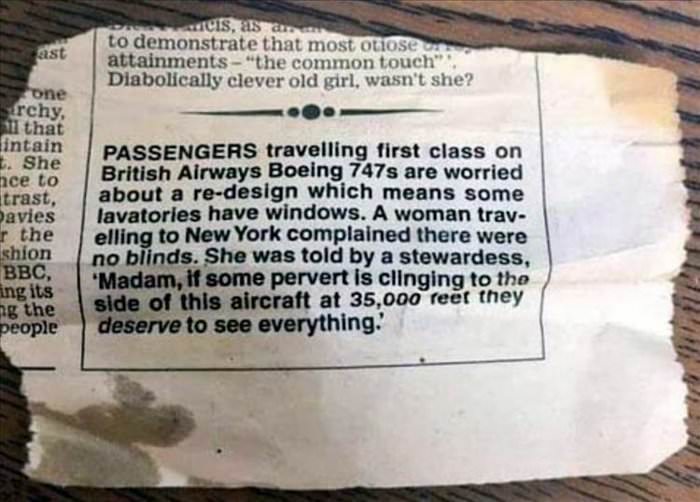 ast
one
archy,
all that
intain
t. She
nce to
trast,
Davies
r the
shion
BBC,
ing its
ng the
people
to demonstrate that most otiose
attainments – "the common touch"'.
Diabolically clever old girl, wasn't she?
PASSENGERS travelling first class on
British Airways Boeing 747s are worried
about a re-design which means some
lavatories have windows. A woman trav-
elling to New York complained there were
no blinds. She was told by a stewardess,
'Madam, if some pervert is clinging to the
side of this aircraft at 35,000 feet they
deserve to see everything.'